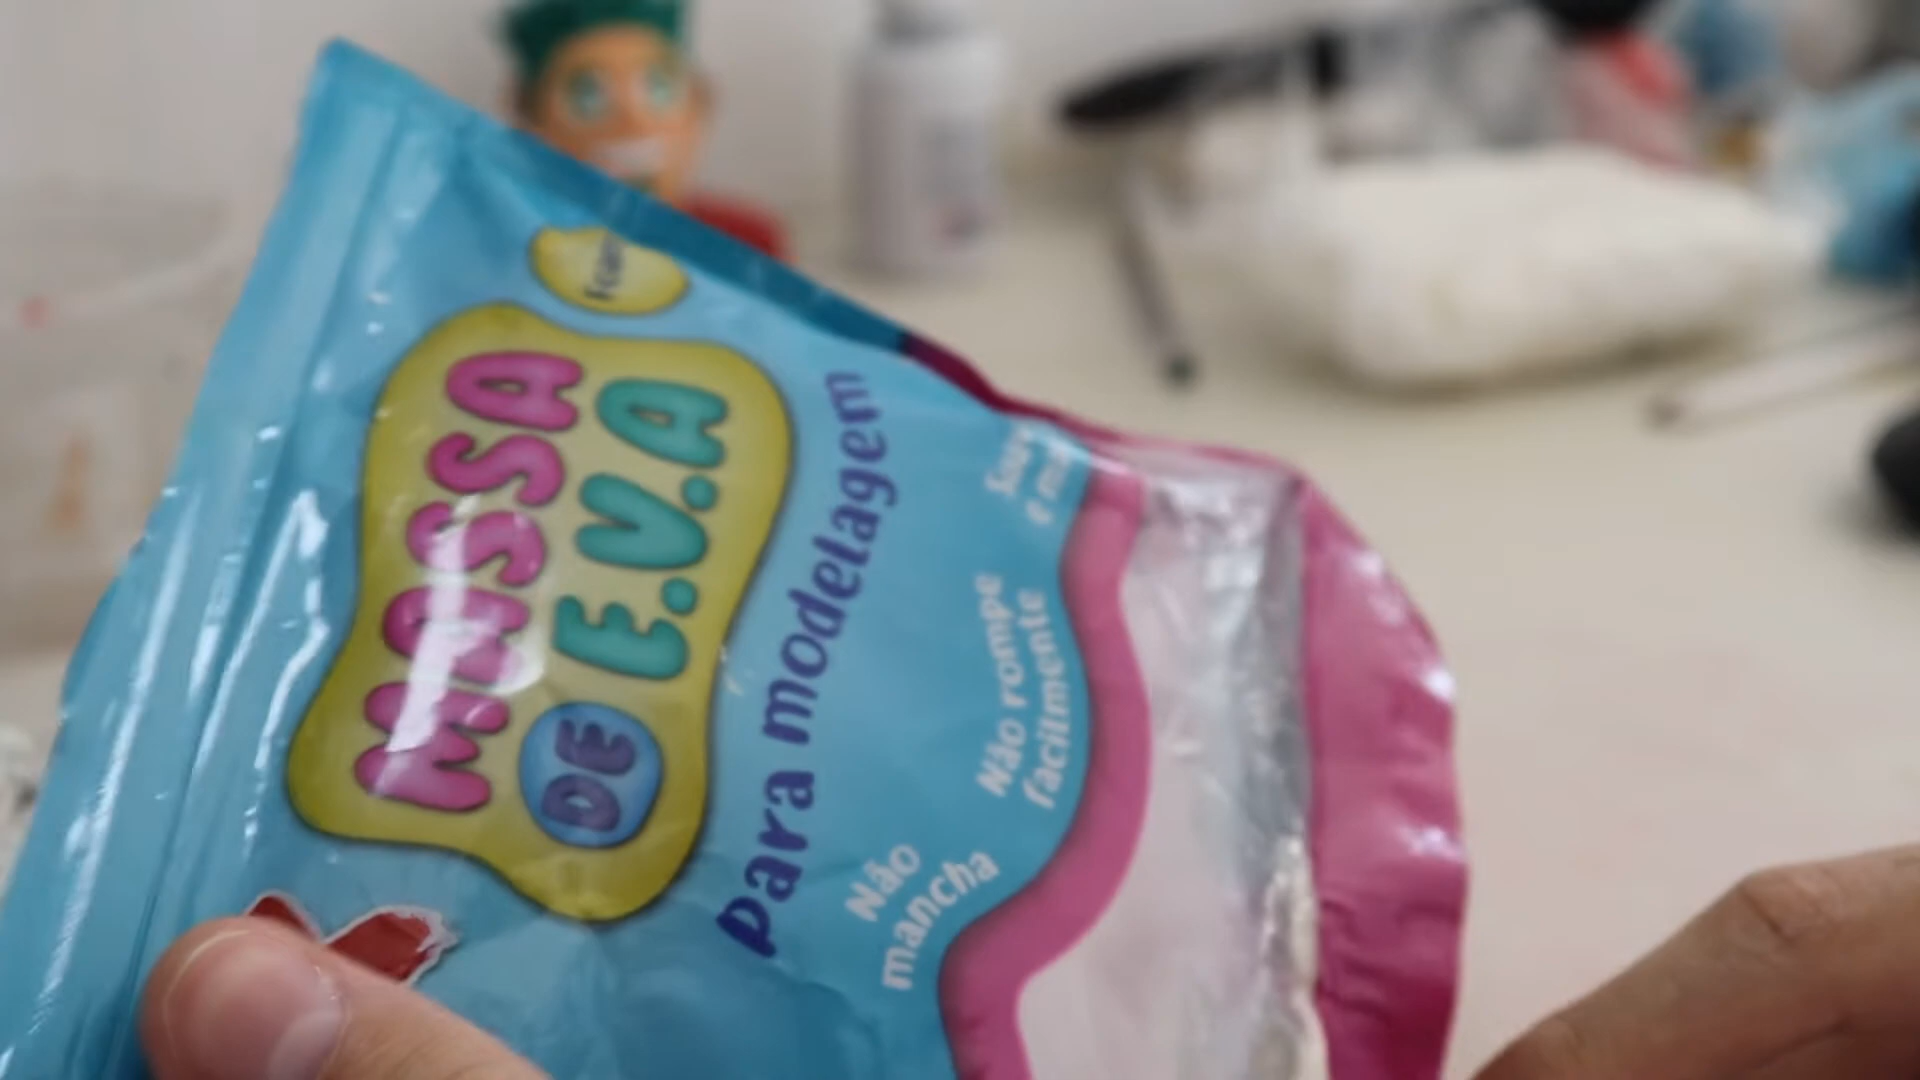 MASSA
DE E.V.A
Para modelagem
Não
mancha
Não rompe
facilmente